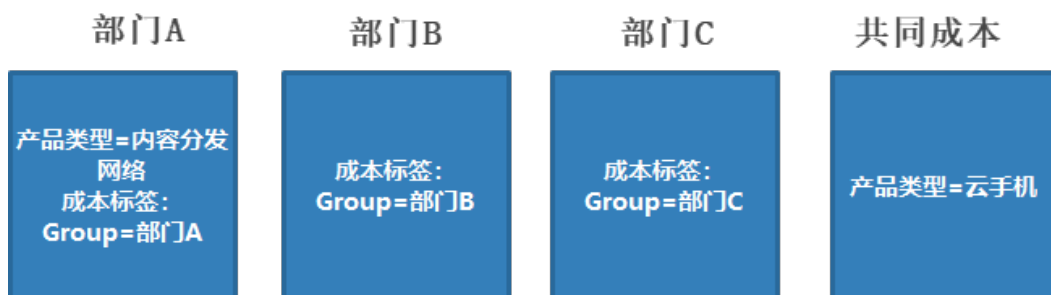 部门A
部门B
部门C
共同成本
产品类型=内容分发
网络
成本标签：
Group=部门A
成本标签：
Group=部门B
成本标签：
Group=部门C
产品类型=云手机